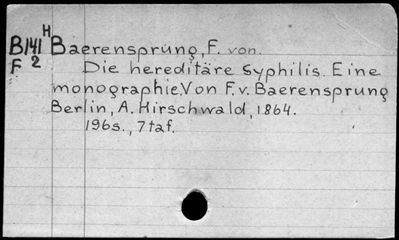 H
B141 Baerensprung, F. von.
F 2 Die hereditäre Syphilis. Eine
monographie. Von F. v. Baerensprung
Berlin, A. Hirschwald, 1864.
196s., 7 taf.